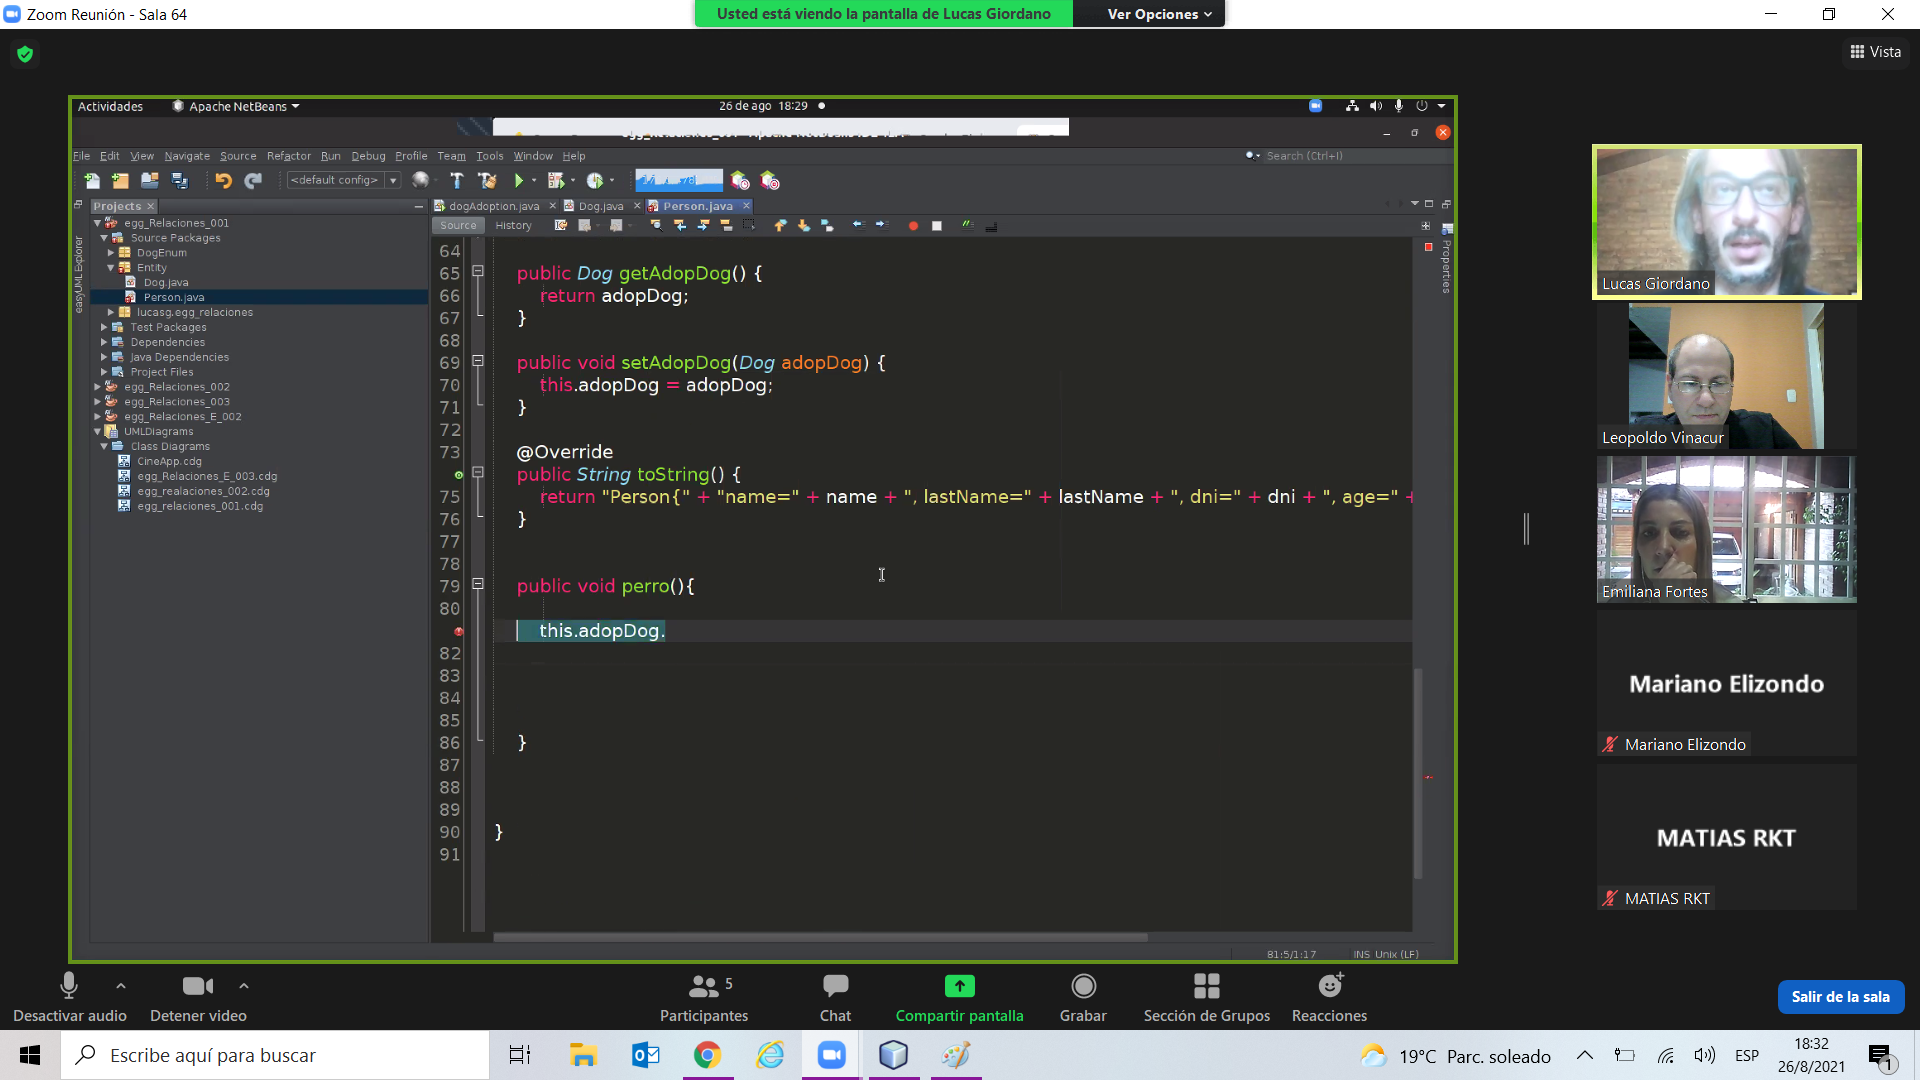 Zoom Reunión - Sala 64
Usted está viendo la pantalla de Lucas Giordano
Ver Opciones
Vista
Actividades
Apache NetBeans
26 de ago 18:29
File Edit View Navigate Source Refactor Run Debug Profile Team Tools Window Help
Search (Ctrl+I)
<default config>
Projects
dogAdoption.java
Dog.java
Person.java
Source
History
easyUML Explorer
Properties
egg_Relaciones_001
Source Packages
DogEnum
Entity
Dog.java
Person.java
lucasg.egg_relaciones
Test Packages
Dependencies
Java Dependencies
Project Files
egg_Relaciones_002
egg_Relaciones_003
egg_Relaciones_E_002
UMLDiagrams
Class Diagrams
CineApp.cdg
egg_Relaciones_E_003.cdg
egg_realaciones_002.cdg
egg_relaciones_001.cdg
64
65 public Dog getAdopDog() {
66 return adopDog;
67 }
68
69 public void setAdopDog(Dog adopDog) {
70 this.adopDog = adopDog;
71 }
72
73 @Override
public String toString() {
75 return "Person{" + "name=" + name + ", lastName=" + lastName + ", dni=" + dni + ", age=" +
76 }
77
78
79 public void perro(){
80
this.adopDog.
82
83
84
85
86 }
87
88
89
90 }
91
81:5/1:17
INS Unix (LF)
Lucas Giordano
Leopoldo Vinacur
Emiliana Fortes
Mariano Elizondo
Mariano Elizondo
MATIAS RKT
MATIAS RKT
Desactivar audio
Detener video
5
Participantes
Chat
Compartir pantalla
Grabar
Sección de Grupos
Reacciones
Salir de la sala
Escribe aquí para buscar
19°C Parc. soleado
ESP
18:32
26/8/2021
1